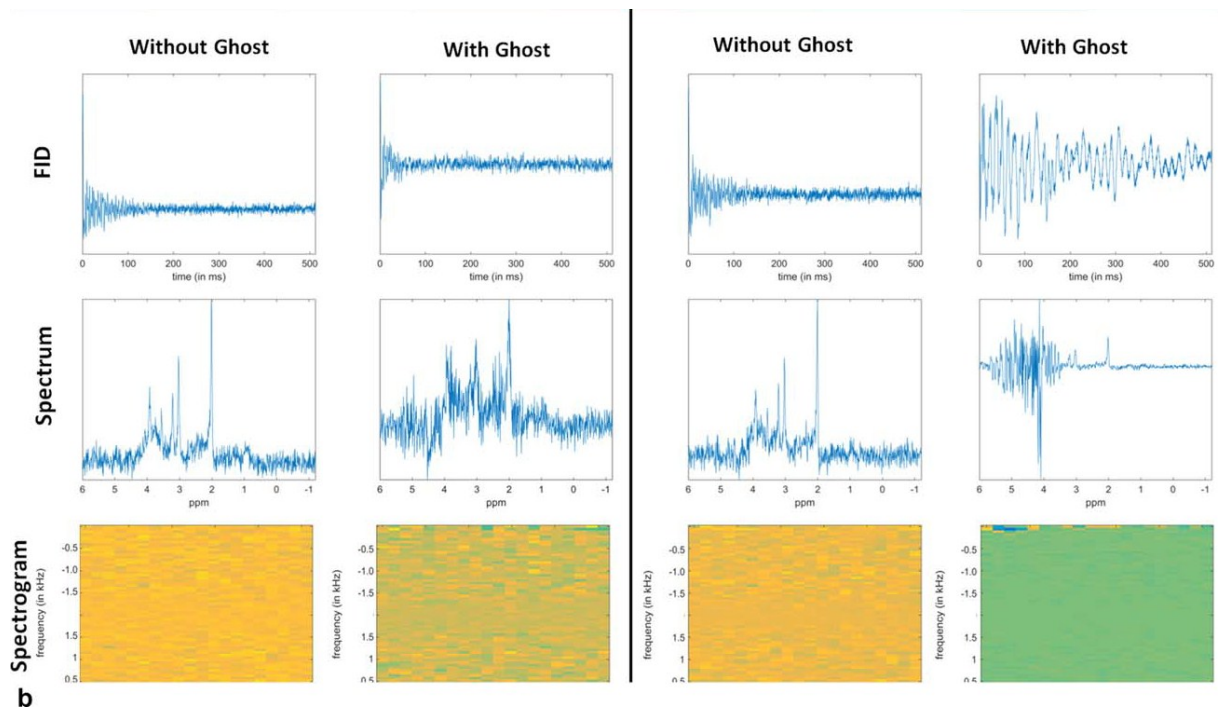 Without Ghost
With Ghost
Without Ghost
With Ghost
FID
0 100 200 300 400 500
time (in ms)
0 100 200 300 400 500
time (in ms)
0 100 200 300 400 500
time (in ms)
0 100 200 300 400 500
time (in ms)
Spectrum
6 5 4 3 2 1 0 -1
ppm
6 5 4 3 2 1 0 -1
ppm
6 5 4 3 2 1 0 -1
ppm
6 5 4 3 2 1 0 -1
ppm
Spectrogram
frequency (in kHz)
-0.5
-1.0
-1.5
1.5
1
0.5
frequency (in kHz)
-0.5
-1.0
-1.5
1.5
1
0.5
frequency (in kHz)
-0.5
-1.0
-1.5
1.5
1
0.5
frequency (in kHz)
-0.5
-1.0
-1.5
1.5
1
0.5
b